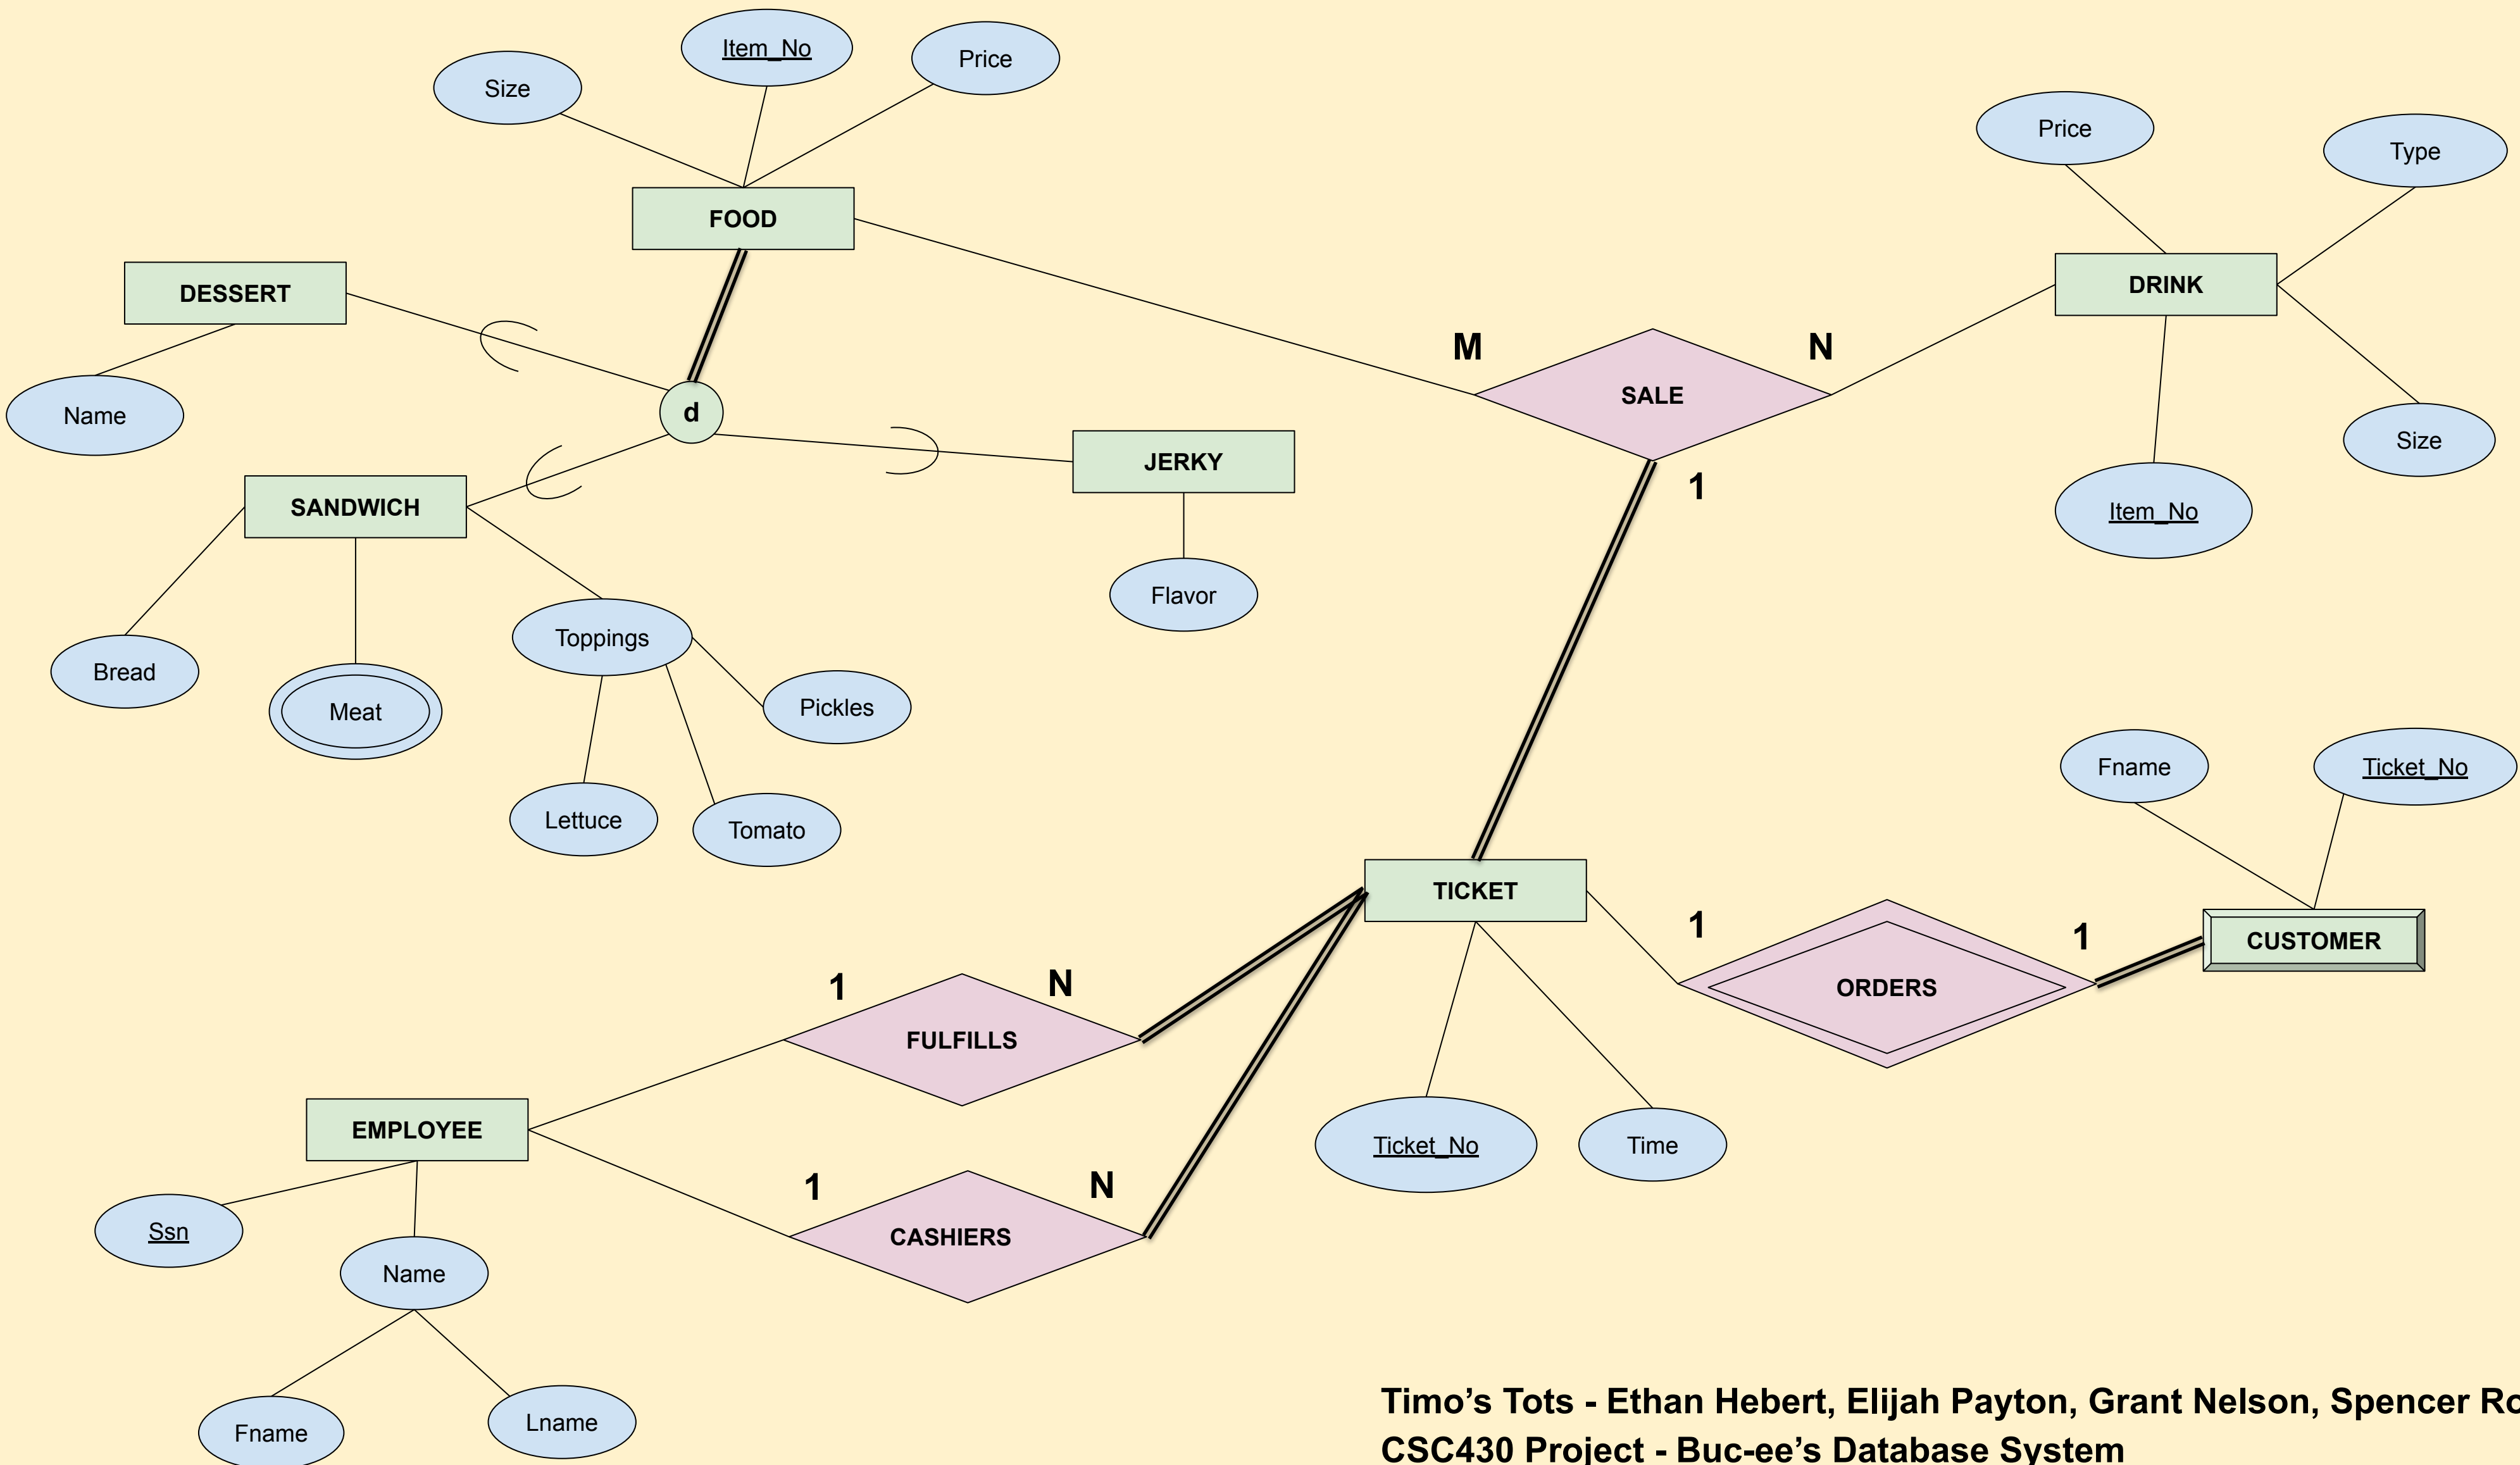 Item_No
Price
Size
FOOD
Price
Type
DRINK
DESSERT
M
N
SALE
Name
d
JERKY
Size
1
SANDWICH
Item_No
Flavor
Toppings
Bread
Meat
Pickles
Lettuce
Tomato
Fname
Ticket_No
TICKET
1
1
CUSTOMER
ORDERS
1
N
FULFILLS
EMPLOYEE
Ticket_No
Time
1
N
Ssn
CASHIERS
Name
Fname
Lname
Timo’s Tots - Ethan Hebert, Elijah Payton, Grant Nelson, Spencer
CSC430 Project - Buc-ee’s Database System